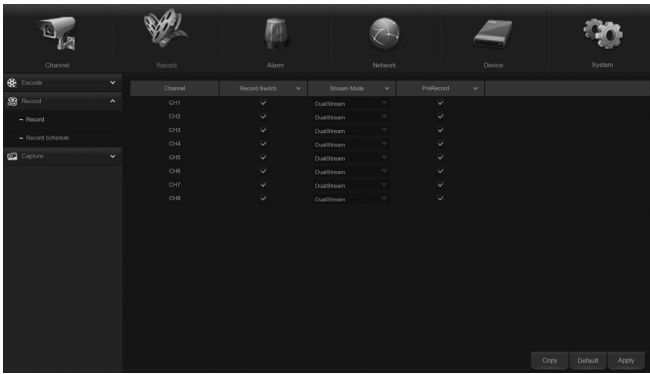 Channel Record Alarm Network Device System
Encode
Record
– Record
– Record Schedule
Capture
Channel Record Switch Stream Mode PreRecord
CH1 DualStream
CH2 DualStream
CH3 DualStream
CH4 DualStream
CH5 DualStream
CH6 DualStream
CH7 DualStream
CH8 DualStream
Copy Default Apply